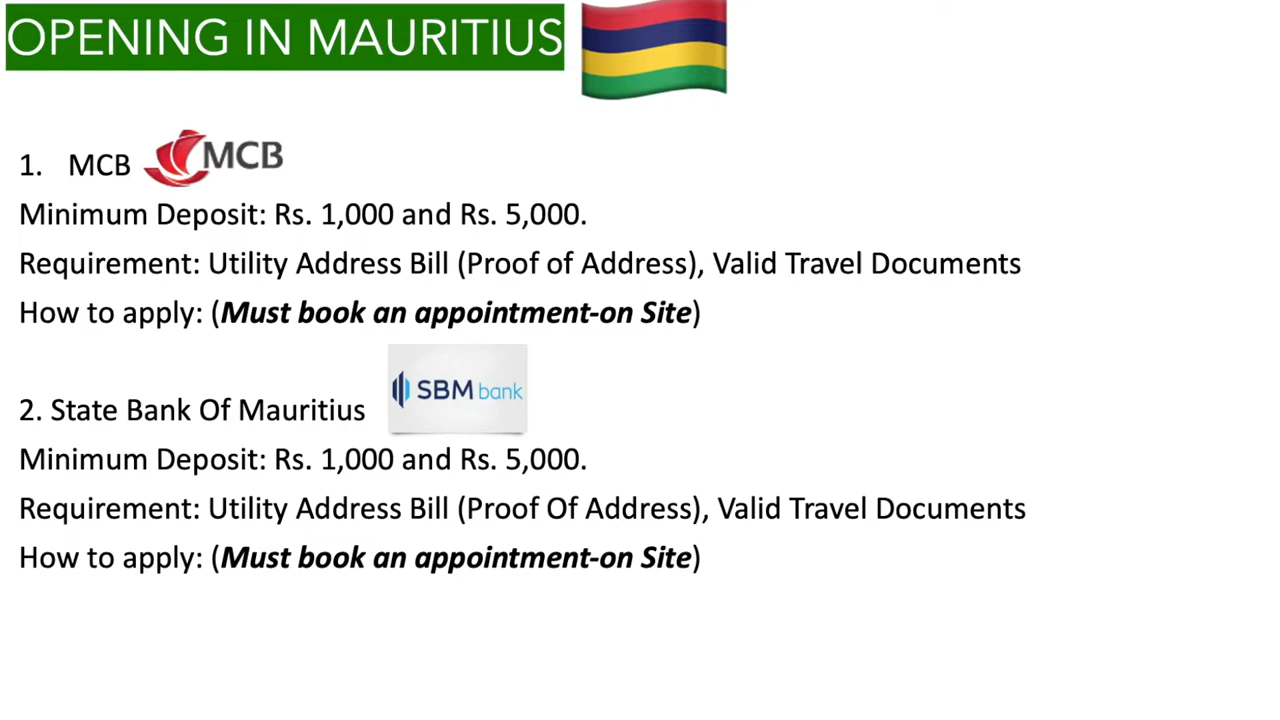 OPENING IN MAURITIUS
1. MCB MCB
Minimum Deposit: Rs. 1,000 and Rs. 5,000.
Requirement: Utility Address Bill (Proof of Address), Valid Travel Documents
How to apply: (Must book an appointment-on Site)
2. State Bank Of Mauritius SBM bank
Minimum Deposit: Rs. 1,000 and Rs. 5,000.
Requirement: Utility Address Bill (Proof Of Address), Valid Travel Documents
How to apply: (Must book an appointment-on Site)